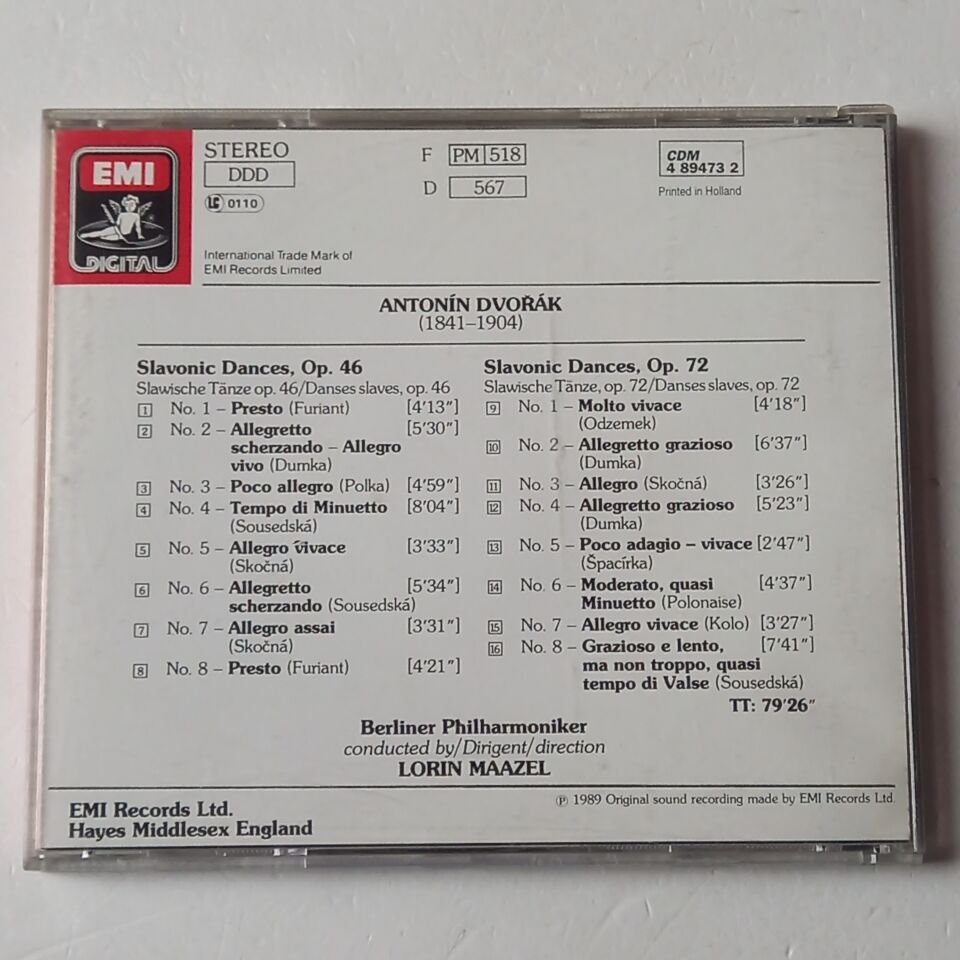 EMI
DIGITAL
STEREO
DDD
LC 0110
F PM 518
D 567
CDM
4 89473 2
Printed in Holland
International Trade Mark of
EMI Records Limited
ANTONÍN DVOŘÁK
(1841–1904)
Slavonic Dances, Op. 46
Slawische Tänze op. 46/Danses slaves, op. 46
1 No. 1 – Presto (Furiant) [4'13"]
2 No. 2 – Allegretto [5'30"]
scherzando – Allegro
vivo (Dumka)
3 No. 3 – Poco allegro (Polka) [4'59"]
4 No. 4 – Tempo di Minuetto [8'04"]
(Sousedská)
5 No. 5 – Allegro vivace [3'33"]
(Skočná)
6 No. 6 – Allegretto [5'34"]
scherzando (Sousedská)
7 No. 7 – Allegro assai [3'31"]
(Skočná)
8 No. 8 – Presto (Furiant) [4'21"]
Slavonic Dances, Op. 72
Slawische Tänze, op. 72/Danses slaves, op. 72
9 No. 1 – Molto vivace [4'18"]
(Odzemek)
10 No. 2 – Allegretto grazioso [6'37"]
(Dumka)
11 No. 3 – Allegro (Skočná) [3'26"]
12 No. 4 – Allegretto grazioso [5'23"]
(Dumka)
13 No. 5 – Poco adagio – vivace [2'47"]
(Špacírka)
14 No. 6 – Moderato, quasi [4'37"]
Minuetto (Polonaise)
15 No. 7 – Allegro vivace (Kolo) [3'27"]
16 No. 8 – Grazioso e lento, [7'41"]
ma non troppo, quasi
tempo di Valse (Sousedská)
TT: 79'26"
Berliner Philharmoniker
conducted by/Dirigent/direction
LORIN MAAZEL
℗ 1989 Original sound recording made by EMI Records Ltd.
EMI Records Ltd.
Hayes Middlesex England